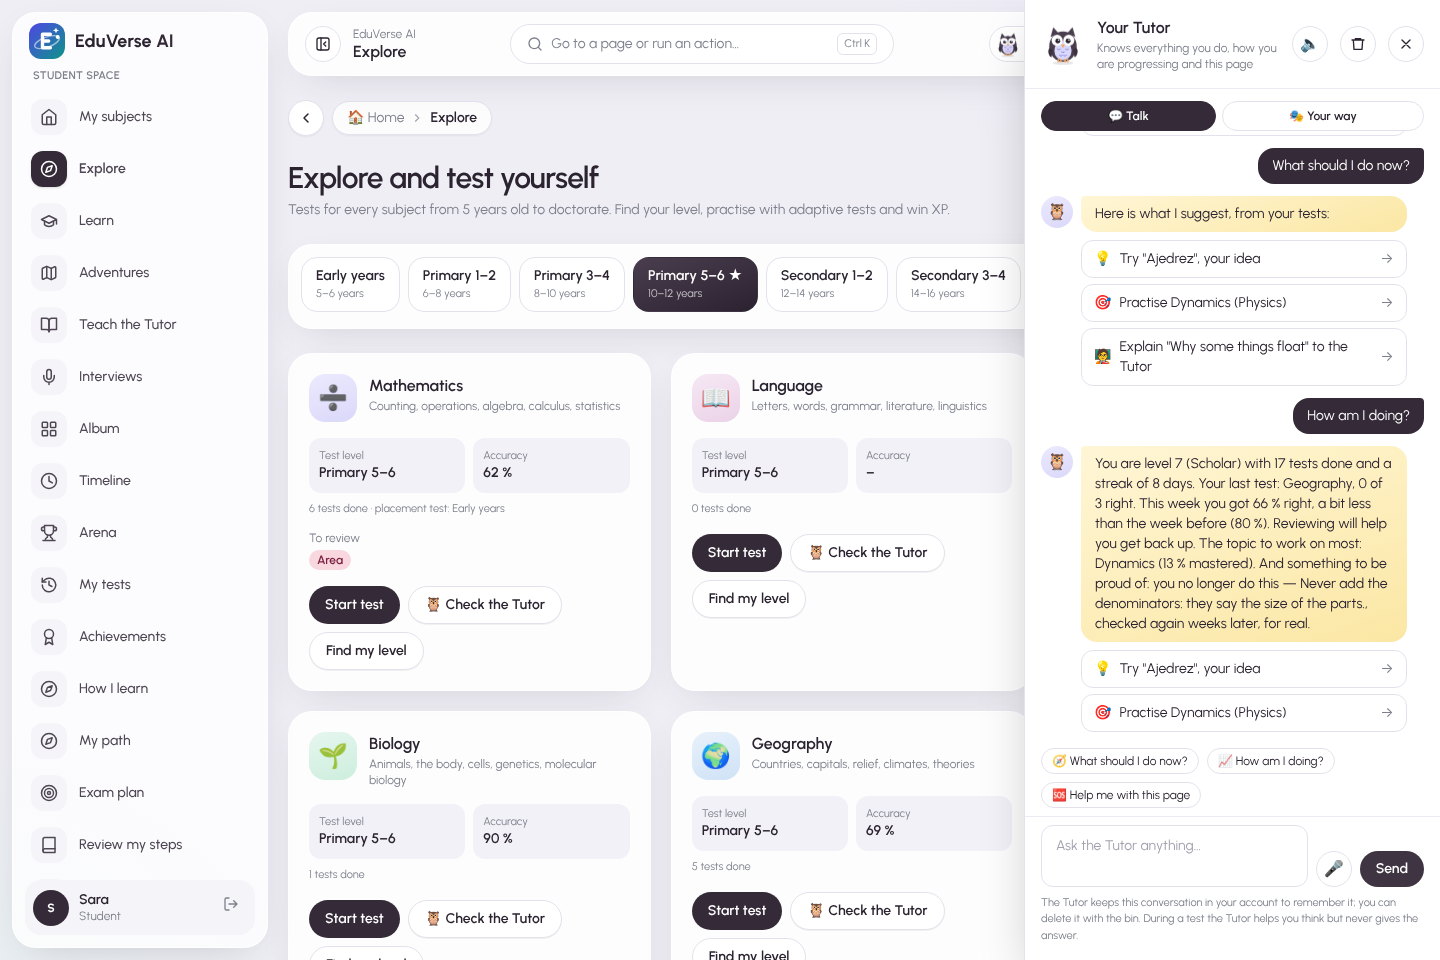 EduVerse AI
STUDENT SPACE
My subjects
Explore
Learn
Adventures
Teach the Tutor
Interviews
Album
Timeline
Arena
My tests
Achievements
How I learn
My path
Exam plan
Review my steps
S
Sara
Student
EduVerse AI
Explore
Go to a page or run an action...
Ctrl K
Home
Explore
Explore and test yourself
Tests for every subject from 5 years old to doctorate. Find your level, practise with adaptive tests and win XP.
Early years
5–6 years
Primary 1–2
6–8 years
Primary 3–4
8–10 years
Primary 5–6 ★
10–12 years
Secondary 1–2
12–14 years
Secondary 3–4
14–16 years
Mathematics
Counting, operations, algebra, calculus, statistics
Test level
Primary 5–6
Accuracy
62 %
6 tests done · placement test: Early years
To review
Area
Start test
Check the Tutor
Find my level
Language
Letters, words, grammar, literature, linguistics
Test level
Primary 5–6
Accuracy
–
0 tests done
Start test
Check the Tutor
Find my level
Biology
Animals, the body, cells, genetics, molecular
biology
Test level
Primary 5–6
Accuracy
90 %
1 tests done
Start test
Check the Tutor
Geography
Countries, capitals, relief, climates, theories
Test level
Primary 5–6
Accuracy
69 %
5 tests done
Start test
Check the Tutor
Find my level
Your Tutor
Knows everything you do, how you
are progressing and this page
Talk
Your way
What should I do now?
Here is what I suggest, from your tests:
Try "Ajedrez", your idea
Practise Dynamics (Physics)
Explain "Why some things float" to the
Tutor
How am I doing?
You are level 7 (Scholar) with 17 tests done and a
streak of 8 days. Your last test: Geography, 0 of
3 right. This week you got 66 % right, a bit less
than the week before (80 %). Reviewing will help
you get back up. The topic to work on most:
Dynamics (13 % mastered). And something to be
proud of: you no longer do this — Never add the
denominators: they say the size of the parts.,
checked again weeks later, for real.
Try "Ajedrez", your idea
Practise Dynamics (Physics)
What should I do now?
How am I doing?
Help me with this page
Ask the Tutor anything...
Send
The Tutor keeps this conversation in your account to remember it; you can
delete it with the bin. During a test the Tutor helps you think but never gives the
answer.